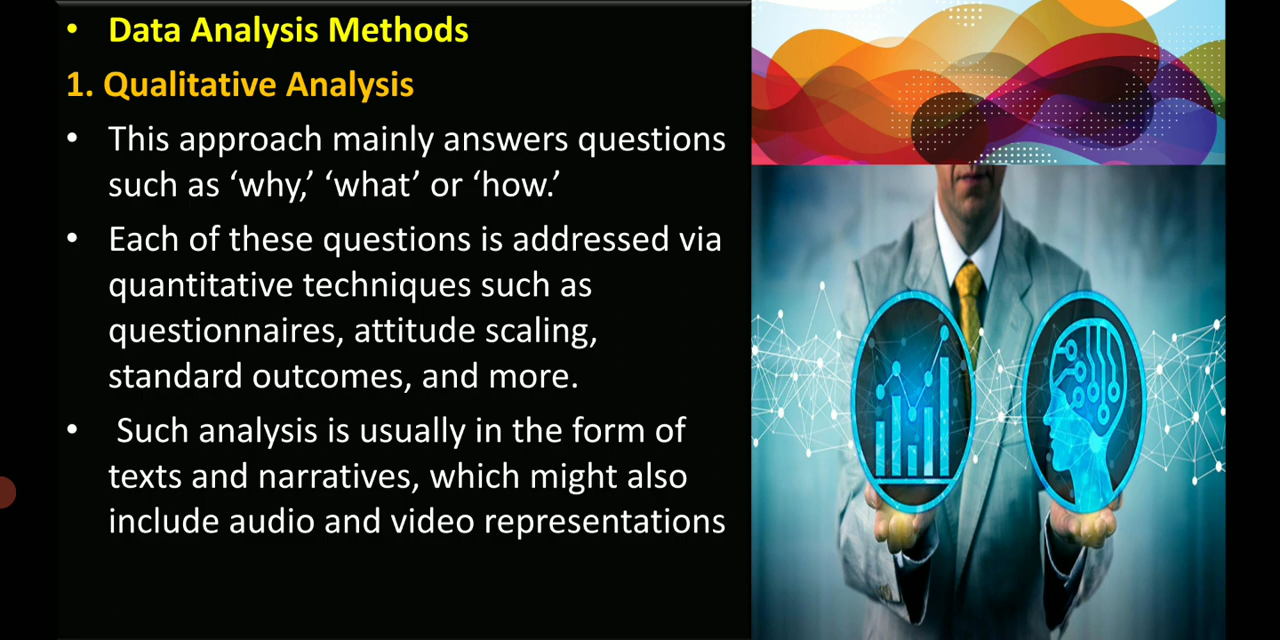 • Data Analysis Methods
1. Qualitative Analysis
• This approach mainly answers questions
such as ‘why,’ ‘what’ or ‘how.’
• Each of these questions is addressed via
quantitative techniques such as
questionnaires, attitude scaling,
standard outcomes, and more.
• Such analysis is usually in the form of
texts and narratives, which might also
include audio and video representations